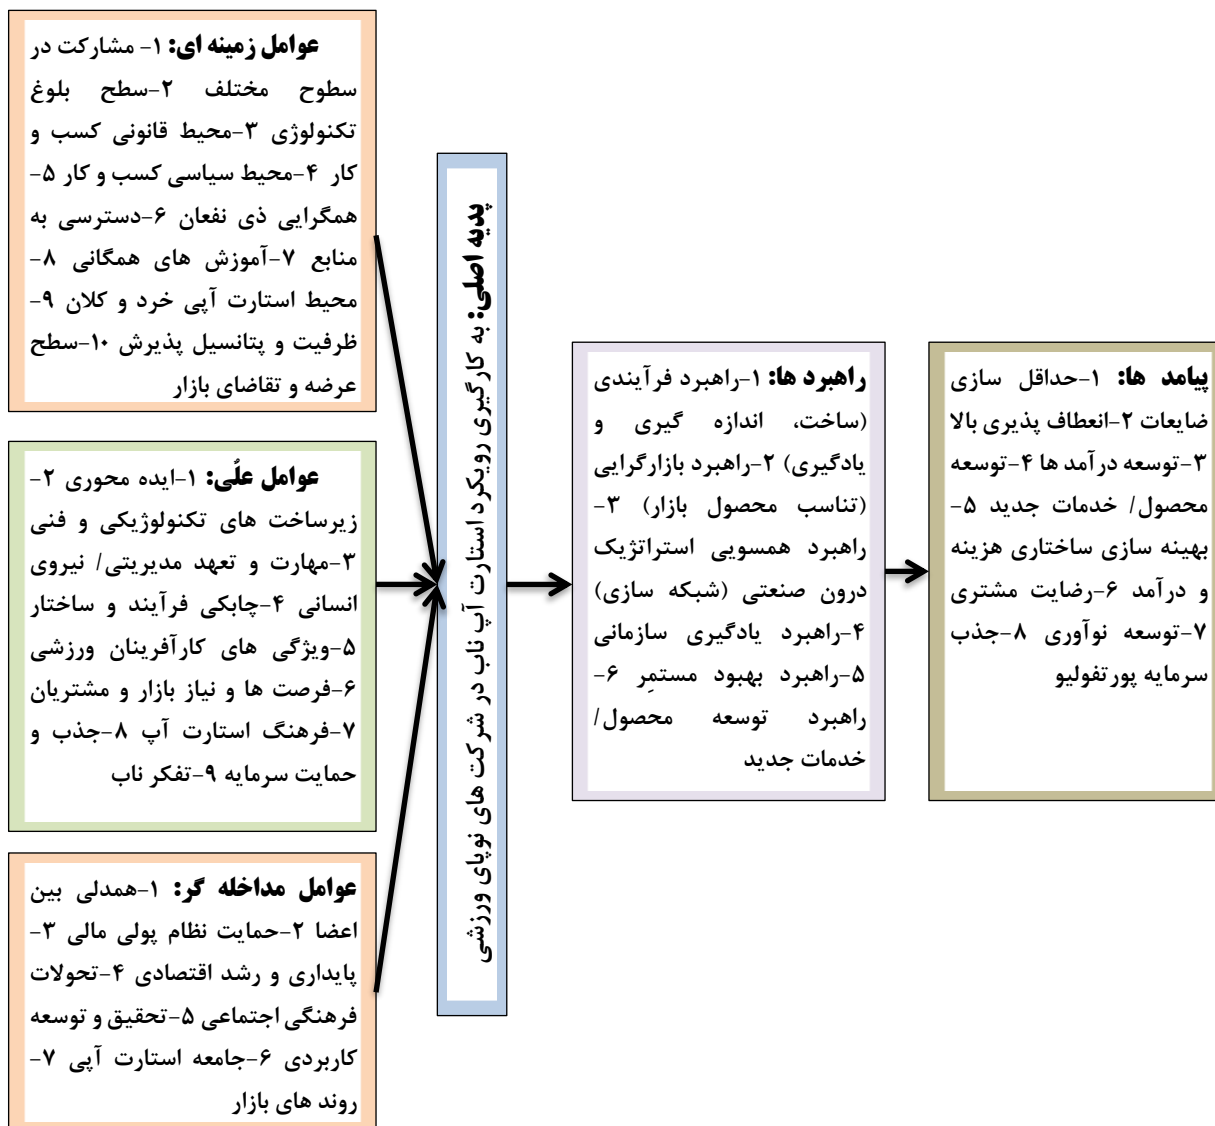 عوامل زمینه ای: ۱- مشارکت در
سطوح مختلف ۲-سطح بلوغ
تکنولوژی ۳-محیط قانونی کسب و
کار ۴-محیط سیاسی کسب و کار ۵-
همگرایی ذی نفعان ۶-دسترسی به
منابع ۷-آموزش های همگانی ۸-
محیط استارت آپی خرد و کلان ۹-
ظرفیت و پتانسیل پذیرش ۱۰-سطح
عرضه و تقاضای بازار
عوامل علّی: ۱-ایده محوری ۲-
زیرساخت های تکنولوژیکی و فنی
۳-مهارت و تعهد مدیریتی/ نیروی
انسانی ۴-چابکی فرآیند و ساختار
۵-ویژگی های کارآفرینان ورزشی
۶-فرصت ها و نیاز بازار و مشتریان
۷-فرهنگ استارت آپ ۸-جذب و
حمایت سرمایه ۹-تفکر ناب
عوامل مداخله گر: ۱-همدلی بین
اعضا ۲-حمایت نظام پولی مالی ۳-
پایداری و رشد اقتصادی ۴-تحولات
فرهنگی اجتماعی ۵-تحقیق و توسعه
کاربردی ۶-جامعه استارت آپی ۷-
روند های بازار
پدیه اصلی: به کارگیری رویکرد استارت آپ ناب در شرکت های نوپای ورزشی
راهبرد ها: ۱-راهبرد فرآیندی
(ساخت، اندازه گیری و
یادگیری) ۲-راهبرد بازارگرایی
(تناسب محصول بازار) ۳-
راهبرد همسویی استراتژیک
درون صنعتی (شبکه سازی)
۴-راهبرد یادگیری سازمانی
۵-راهبرد بهبود مستمِر ۶-
راهبرد توسعه محصول/
خدمات جدید
پیامد ها: ۱-حداقل سازی
ضایعات ۲-انعطاف پذیری بالا
۳-توسعه درآمد ها ۴-توسعه
محصول/ خدمات جدید ۵-
بهینه سازی ساختاری هزینه
و درآمد ۶-رضایت مشتری
۷-توسعه نوآوری ۸-جذب
سرمایه پورتفولیو